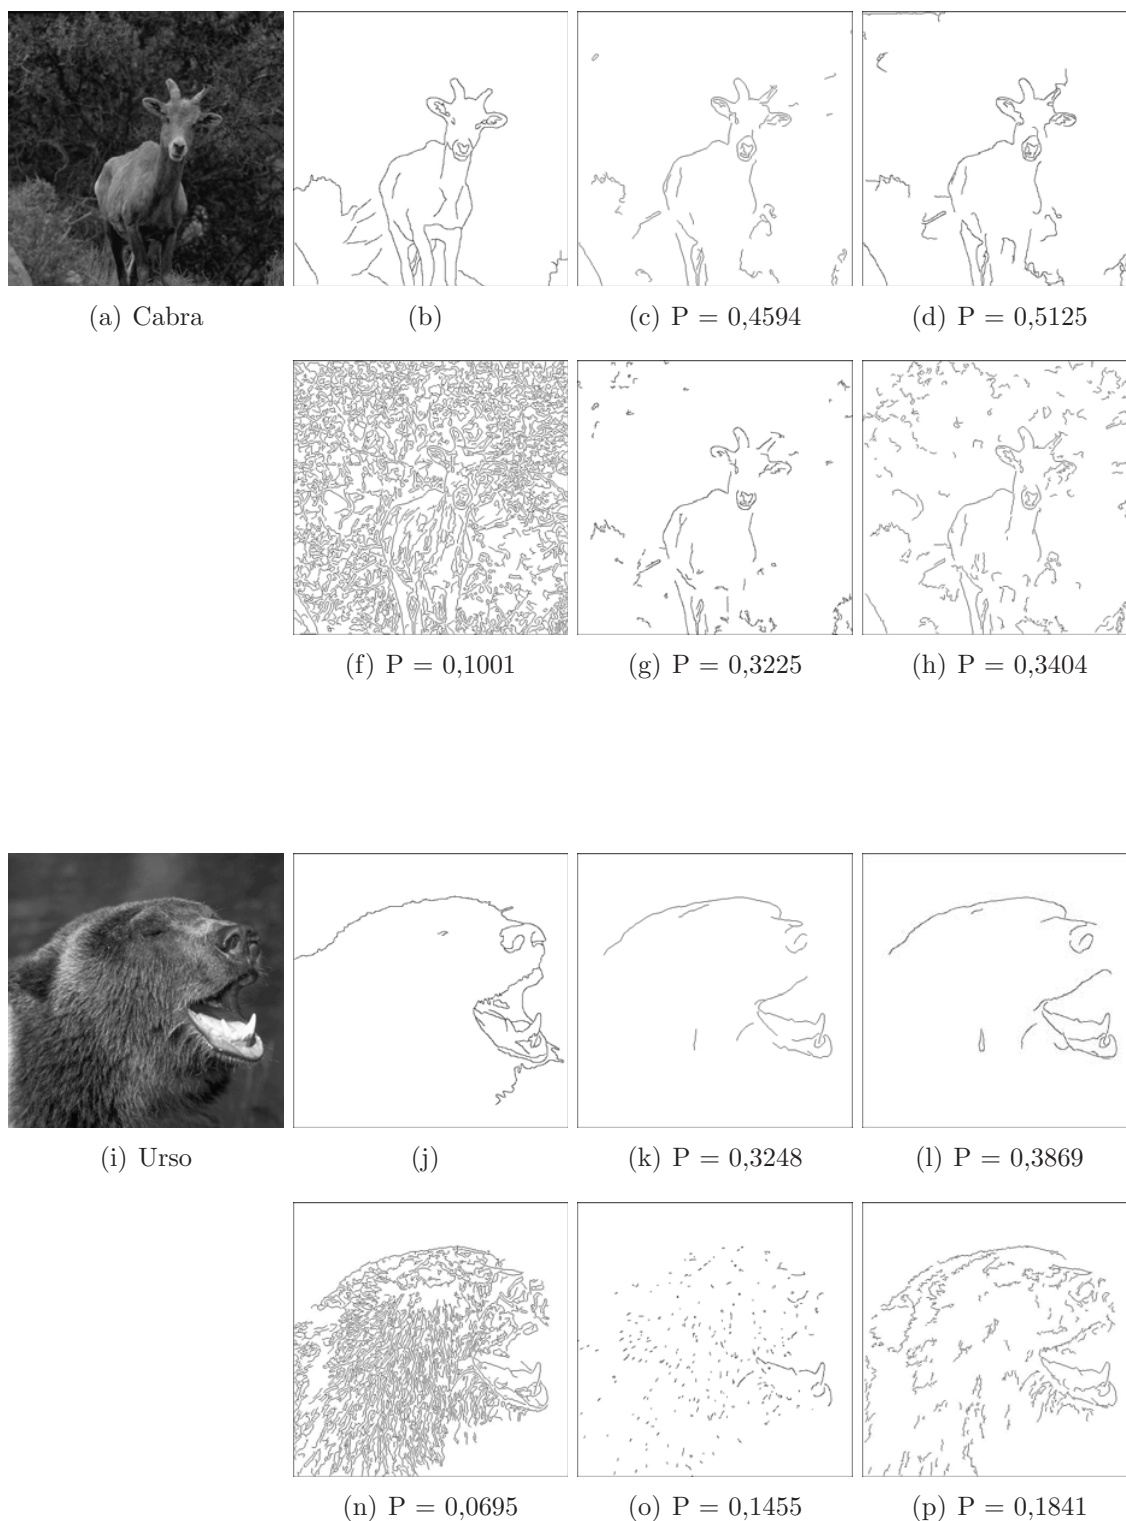 (a) Cabra
(b)
(c) P = 0,4594
(d) P = 0,5125
(f) P = 0,1001
(g) P = 0,3225
(h) P = 0,3404
(i) Urso
(j)
(k) P = 0,3248
(l) P = 0,3869
(n) P = 0,0695
(o) P = 0,1455
(p) P = 0,1841